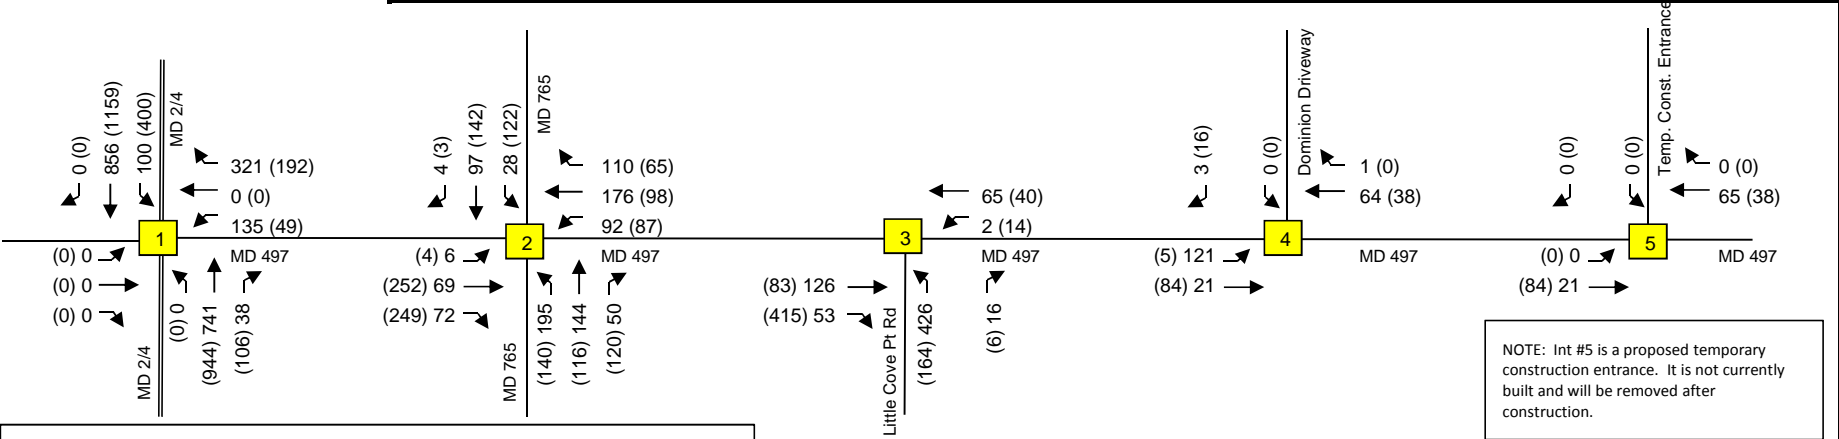 0 (0)
856 (1159)
100 (400)
MD 2/4
321 (192)
0 (0)
135 (49)
1
MD 497
(0) 0
(0) 0
(0) 0
(0) 0
(944) 741
(106) 38
MD 2/4
4 (3)
97 (142)
28 (122)
MD 765
110 (65)
176 (98)
92 (87)
2
MD 497
(4) 6
(252) 69
(249) 72
(140) 195
(116) 144
(120) 50
MD 765
65 (40)
2 (14)
3
MD 497
(83) 126
(415) 53
(164) 426
(6) 16
Little Cove Pt Rd
3 (16)
0 (0)
Dominion Driveway
1 (0)
64 (38)
4
MD 497
(5) 121
(84) 21
0 (0)
0 (0)
Temp. Const. Entrance
0 (0)
65 (38)
5
MD 497
(0) 0
(84) 21
NOTE: Int #5 is a proposed temporary
construction entrance. It is not currently
built and will be removed after
construction.